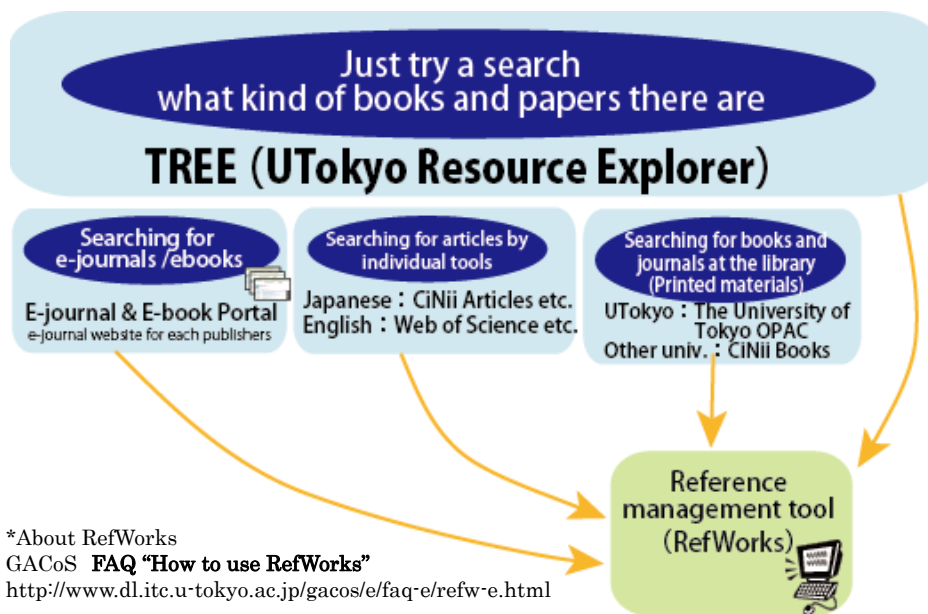 Just try a search
what kind of books and papers there are
TREE (UTokyo Resource Explorer)
Searching for
e-journals /ebooks
E-journal & E-book Portal
e-journal website for each publishers
Searching for articles by
individual tools
Japanese：CiNii Articles etc.
English：Web of Science etc.
Searching for books and
journals at the library
(Printed materials)
UTokyo：The University of
Tokyo OPAC
Other univ.：CiNii Books
Reference
management tool
（RefWorks）
*About RefWorks
GACoS FAQ “How to use RefWorks”
http://www.dl.itc.u-tokyo.ac.jp/gacos/e/faq-e/refw-e.html